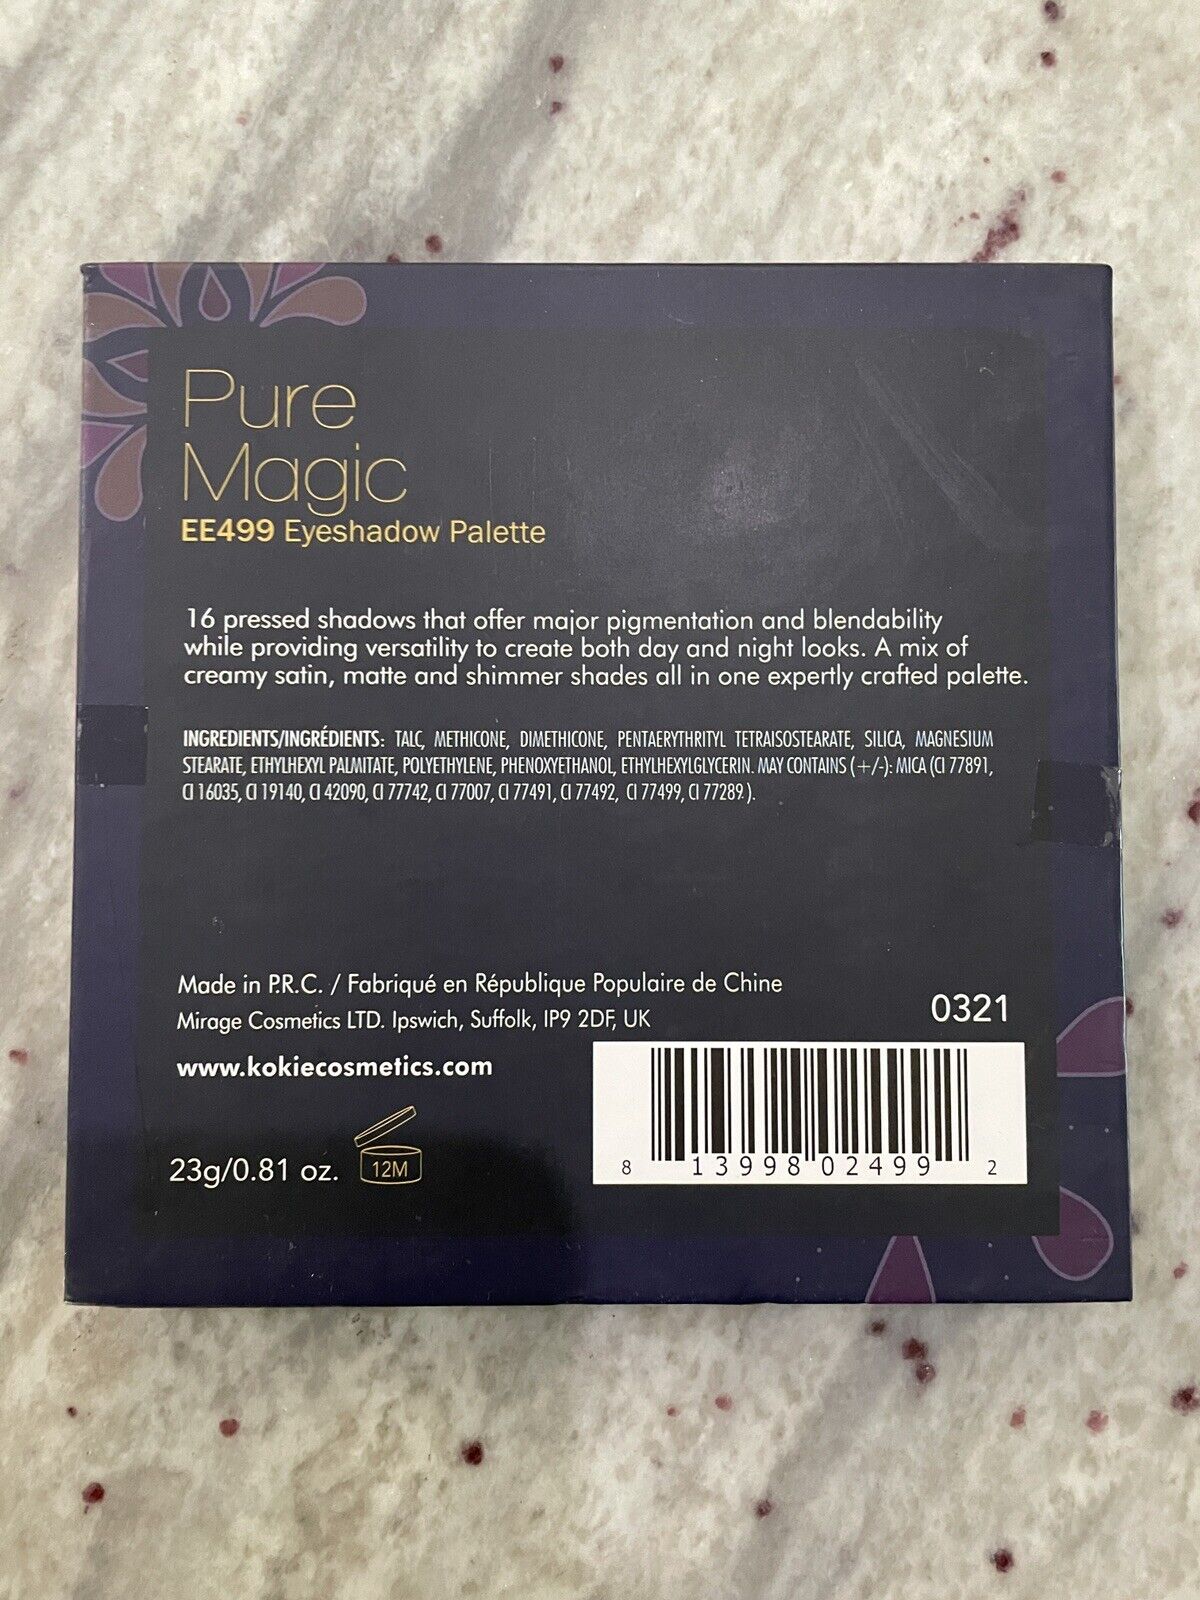 Pure
Magic
EE499 Eyeshadow Palette
16 pressed shadows that offer major pigmentation and blendability
while providing versatility to create both day and night looks. A mix of
creamy satin, matte and shimmer shades all in one expertly crafted palette.
INGREDIENTS/INGRÉDIENTS: TALC, METHICONE, DIMETHICONE, PENTAERYTHRITYL TETRAISOSTEARATE, SILICA, MAGNESIUM
STEARATE, ETHYLHEXYL PALMITATE, POLYETHYLENE, PHENOXYETHANOL, ETHYLHEXYLGLYCERIN. MAY CONTAINS (+/-): MICA (CI 77891,
CI 16035, CI 19140, CI 42090, CI 77742, CI 77007, CI 77491, CI 77492, CI 77499, CI 77289 ).
Made in P.R.C. / Fabriqué en République Populaire de Chine
Mirage Cosmetics LTD. Ipswich, Suffolk, IP9 2DF, UK
0321
www.kokiecosmetics.com
23g/0.81 oz.
12M
8 13998 02499 2